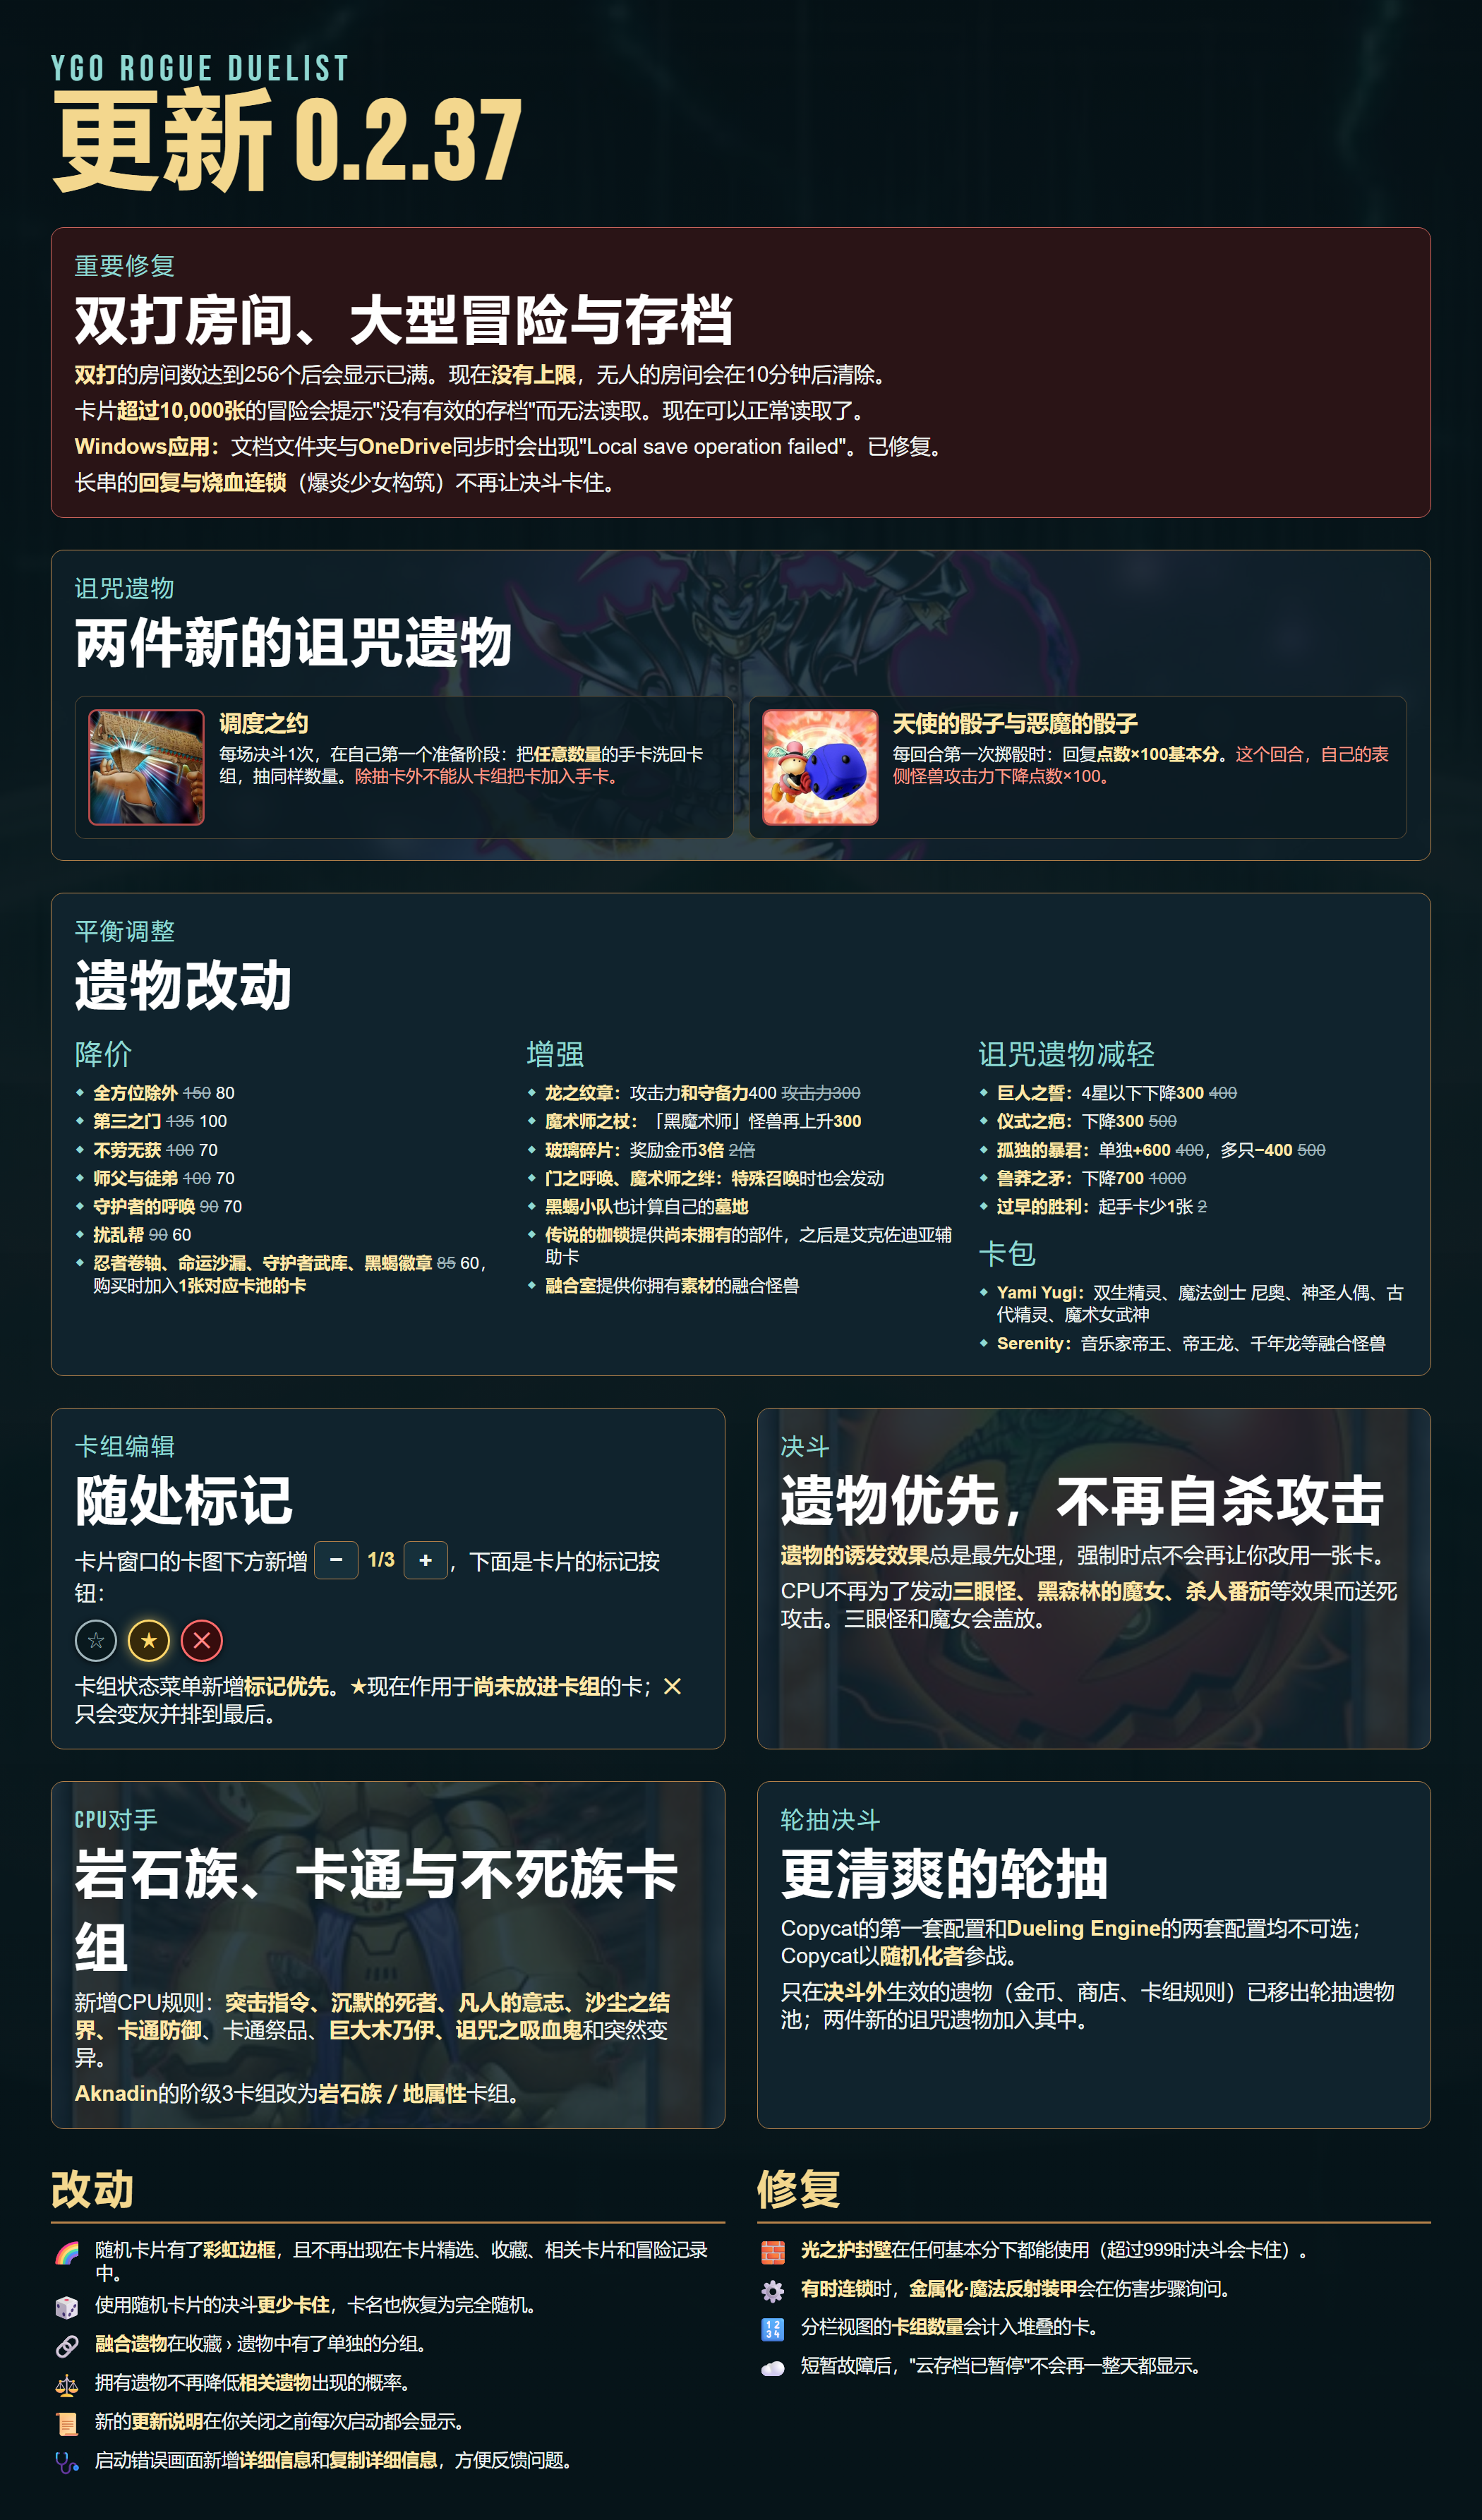 YGO ROGUE DUELIST
更新 0.2.37
重要修复
双打房间、大型冒险与存档
双打的房间数达到256个后会显示已满。现在没有上限，无人的房间会在10分钟后清除。
卡片超过10,000张的冒险会提示"没有有效的存档"而无法读取。现在可以正常读取了。
Windows应用：文档文件夹与OneDrive同步时会出现"Local save operation failed"。已修复。
长串的回复与烧血连锁（爆炎少女构筑）不再让决斗卡住。
诅咒遗物
两件新的诅咒遗物
调度之约
每场决斗1次，在自己第一个准备阶段：把任意数量的手卡洗回卡
组，抽同样数量。除抽卡外不能从卡组把卡加入手卡。
天使的骰子与恶魔的骰子
每回合第一次掷骰时：回复点数×100基本分。这个回合，自己的表
侧怪兽攻击力下降点数×100。
平衡调整
遗物改动
降价
全方位除外 150 80
第三之门 135 100
不劳无获 100 70
师父与徒弟 100 70
守护者的呼唤 90 70
扰乱帮 90 60
忍者卷轴、命运沙漏、守护者武库、黑蝎徽章 85 60，
购买时加入1张对应卡池的卡
增强
龙之纹章：攻击力和守备力400 攻击力300
魔术师之杖：「黑魔术师」怪兽再上升300
玻璃碎片：奖励金币3倍 2倍
门之呼唤、魔术师之绊：特殊召唤时也会发动
黑蝎小队也计算自己的墓地
传说的枷锁提供尚未拥有的部件，之后是艾克佐迪亚辅
助卡
融合室提供你拥有素材的融合怪兽
诅咒遗物减轻
巨人之誓：4星以下下降300 400
仪式之疤：下降300 500
孤独的暴君：单独+600 400，多只−400 500
鲁莽之矛：下降700 1000
过早的胜利：起手卡少1张 2
卡包
Yami Yugi：双生精灵、魔法剑士 尼奥、神圣人偶、古
代精灵、魔术女武神
Serenity：音乐家帝王、帝王龙、千年龙等融合怪兽
卡组编辑
随处标记
卡片窗口的卡图下方新增 − 1/3 +，下面是卡片的标记按
钮：
☆ ★ ✕
卡组状态菜单新增标记优先。★现在作用于尚未放进卡组的卡；✕
只会变灰并排到最后。
决斗
遗物优先，不再自杀攻击
遗物的诱发效果总是最先处理，强制时点不会再让你改用一张卡。
CPU不再为了发动三眼怪、黑森林的魔女、杀人番茄等效果而送死
攻击。三眼怪和魔女会盖放。
CPU对手
岩石族、卡通与不死族卡
组
新增CPU规则：突击指令、沉默的死者、凡人的意志、沙尘之结
界、卡通防御、卡通祭品、巨大木乃伊、诅咒之吸血鬼和突然变
异。
Aknadin的阶级3卡组改为岩石族 / 地属性卡组。
轮抽决斗
更清爽的轮抽
Copycat的第一套配置和Dueling Engine的两套配置均不可选；
Copycat以随机化者参战。
只在决斗外生效的遗物（金币、商店、卡组规则）已移出轮抽遗物
池；两件新的诅咒遗物加入其中。
改动
🌈 随机卡片有了彩虹边框，且不再出现在卡片精选、收藏、相关卡片和冒险记录
中。
🎲 使用随机卡片的决斗更少卡住，卡名也恢复为完全随机。
🔗 融合遗物在收藏 › 遗物中有了单独的分组。
⚖️ 拥有遗物不再降低相关遗物出现的概率。
📜 新的更新说明在你关闭之前每次启动都会显示。
🩺 启动错误画面新增详细信息和复制详细信息，方便反馈问题。
修复
🧱 光之护封壁在任何基本分下都能使用（超过999时决斗会卡住）。
⚙️ 有时连锁时，金属化·魔法反射装甲会在伤害步骤询问。
🔢 分栏视图的卡组数量会计入堆叠的卡。
☁️ 短暂故障后，"云存档已暂停"不会再一整天都显示。